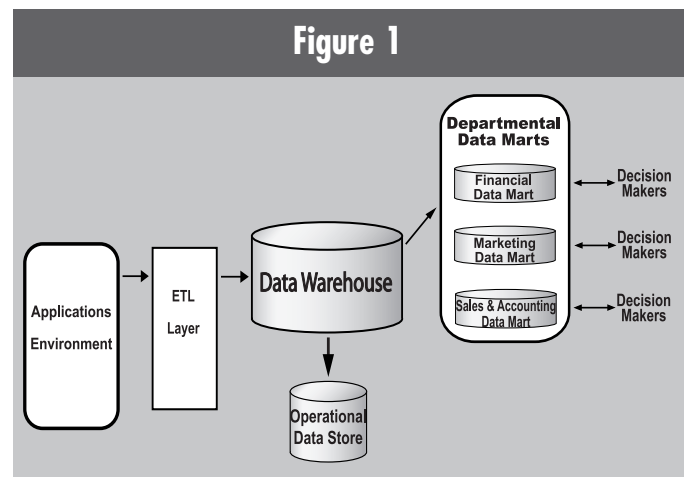 Figure 1
Departmental
Data Marts
Financial
Data Mart
Decision
Makers
Marketing
Data Mart
Decision
Makers
Sales & Accounting
Data Mart
Decision
Makers
Applications
Environment
ETL
Layer
Data Warehouse
Operational
Data Store